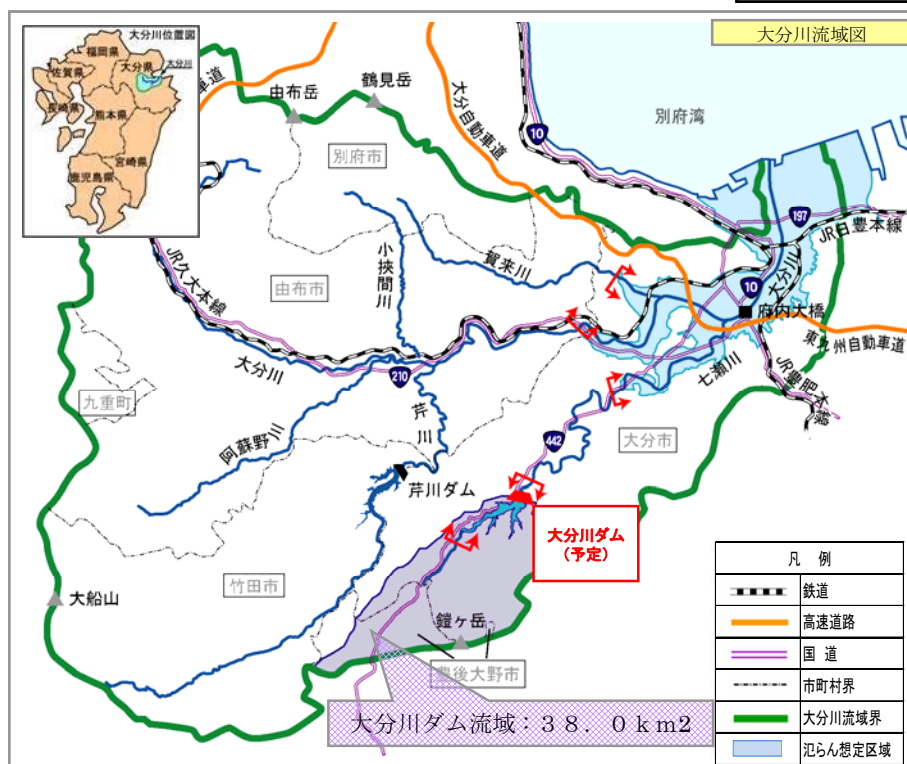 大分川流域図
大分川位置図
福岡県
大分県
大分川
佐賀県
長崎県
熊本県
宮崎県
鹿児島県
車道
由布岳
鶴見岳
大分自動車道
別府湾
10
別府市
197
JR日豊本線
小挾間川
賀来川
大分川
10
府内大橋
由布市
JR久大本線
東九州自動車道
大分川
210
七瀬川
JR豊肥本線
九重町
芹川
阿蘇野川
442
大分市
芹川ダム
大分川ダム
(予定)
竹田市
大船山
鎧ヶ岳
豊後大野市
大分川ダム流域：３８．０ｋｍ2
凡 例
鉄道
高速道路
国 道
市町村界
大分川流域界
氾らん想定区域